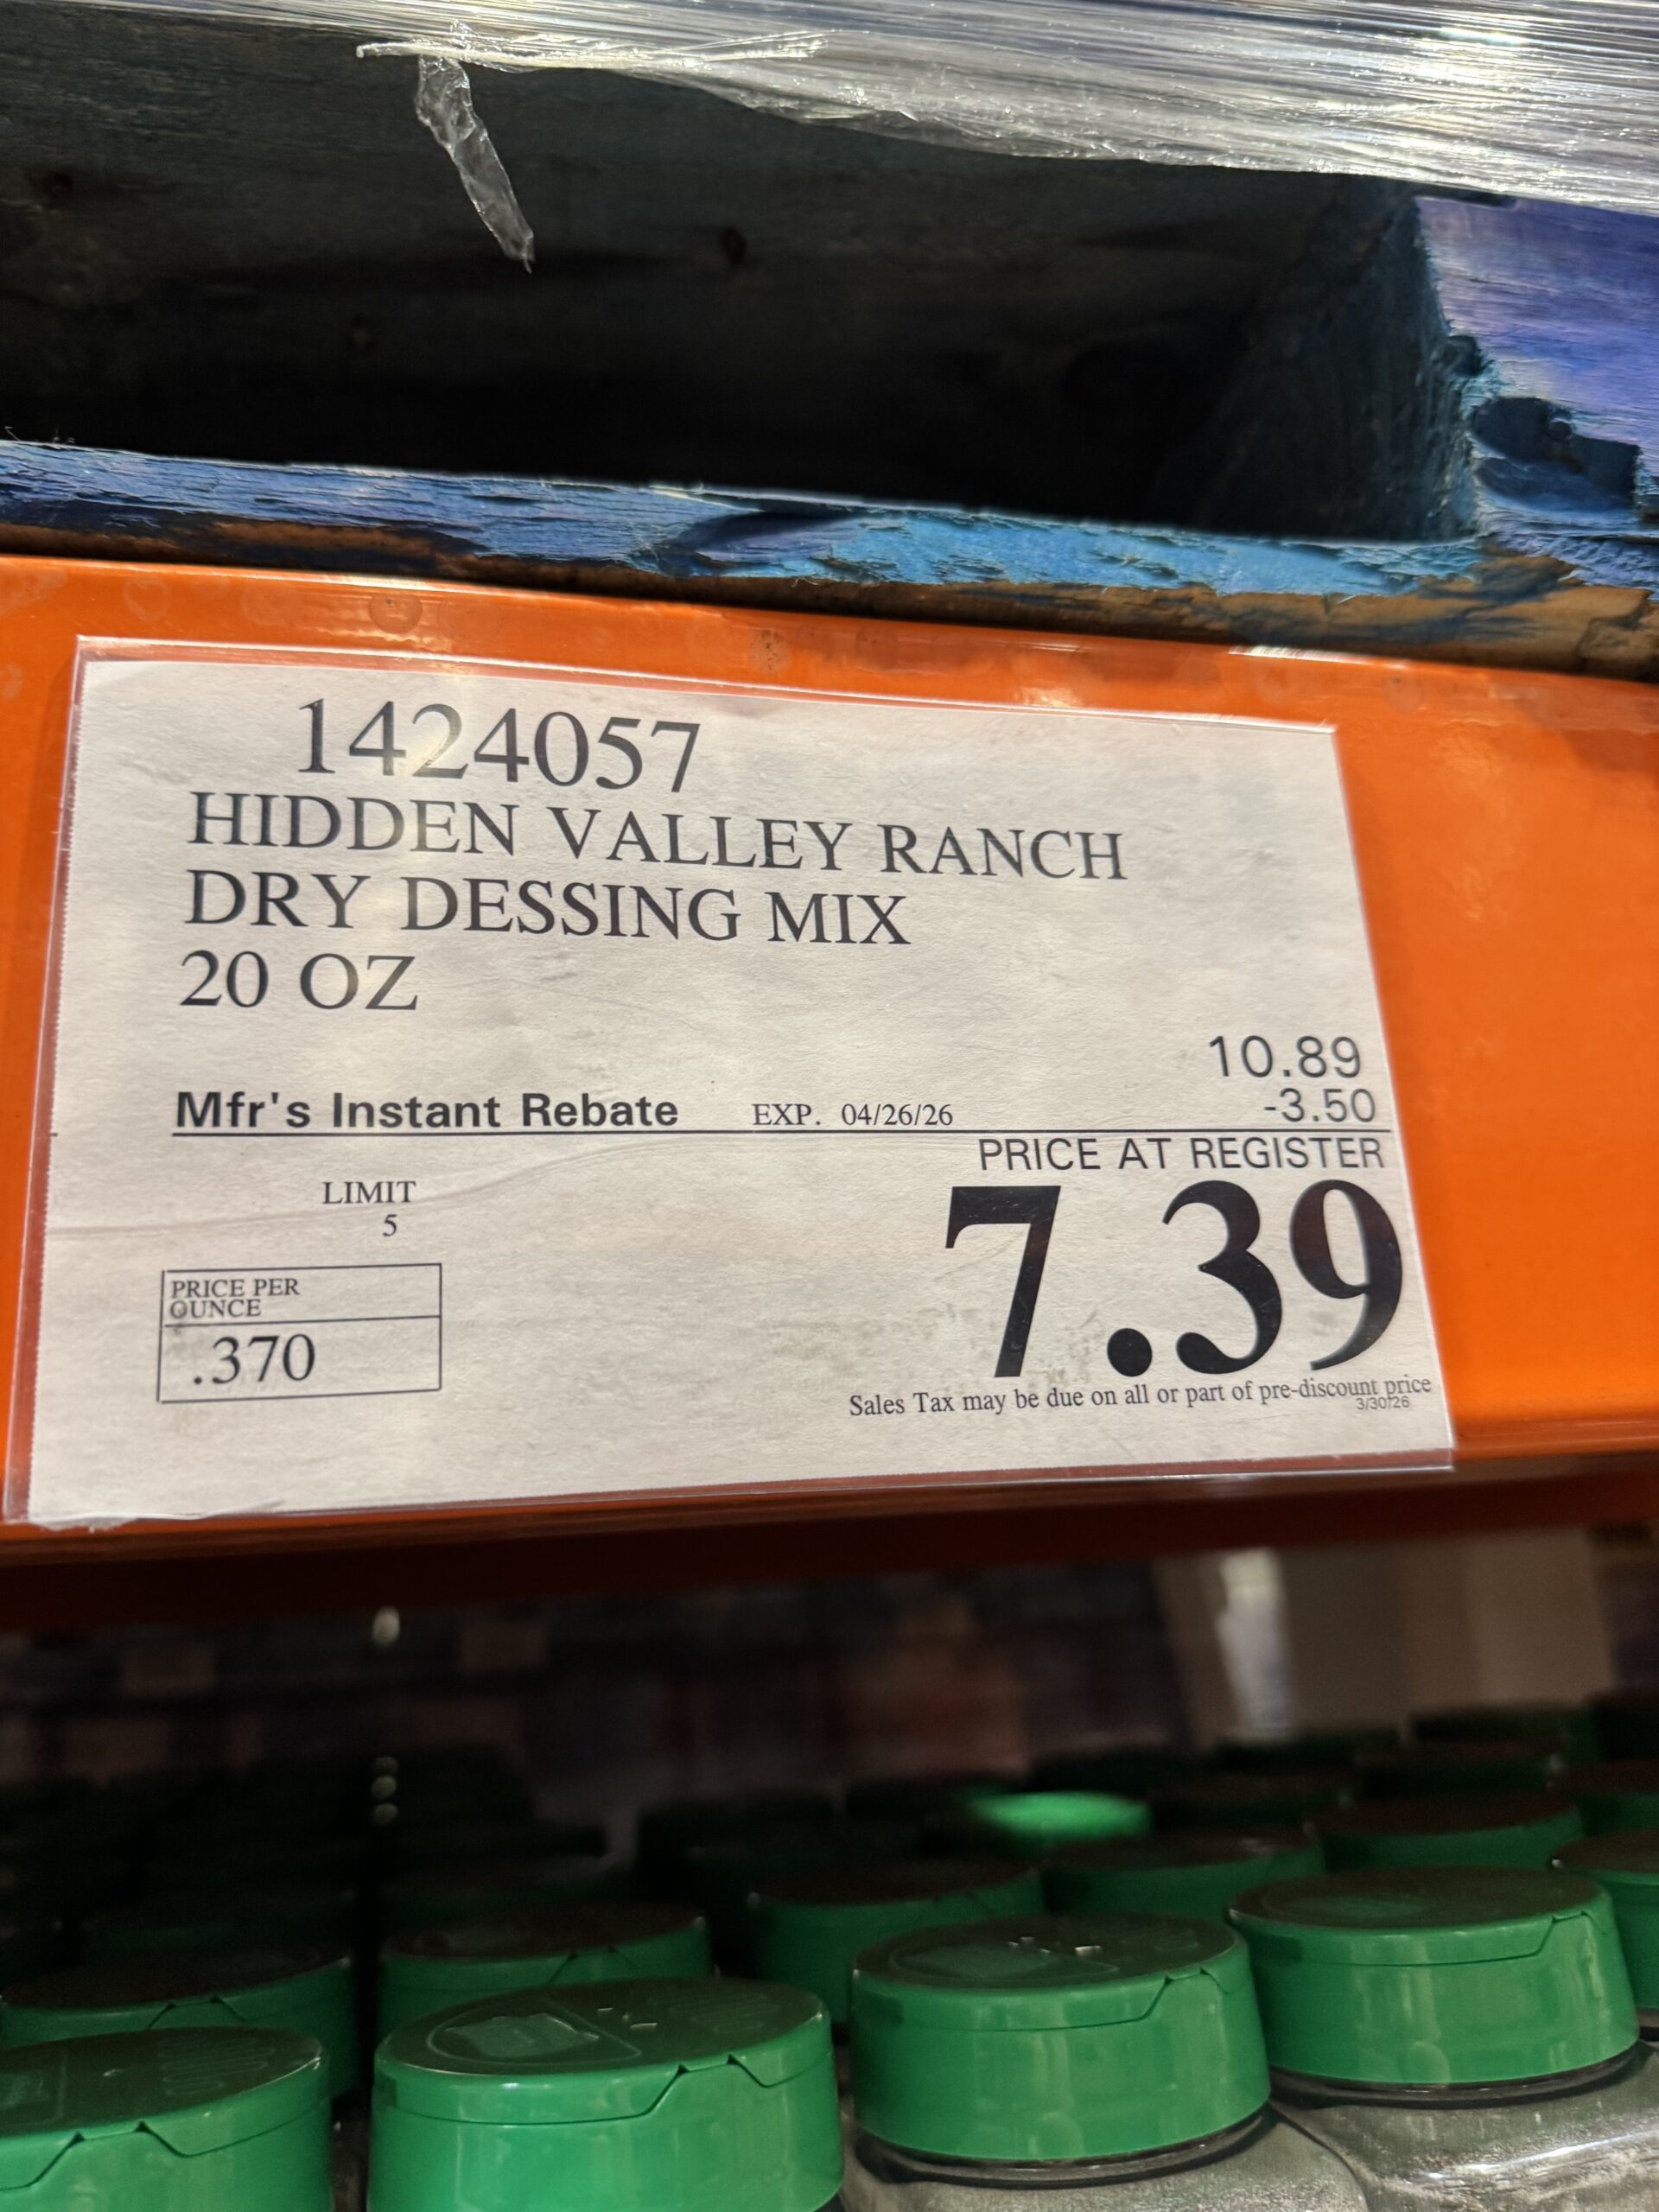 1424057
HIDDEN VALLEY RANCH
DRY DESSING MIX
20 OZ
10.89
Mfr's Instant Rebate EXP. 04/26/26 -3.50
PRICE AT REGISTER
7.39
LIMIT
5
PRICE PER
OUNCE
.370
Sales Tax may be due on all or part of pre-discount price
3/30/26